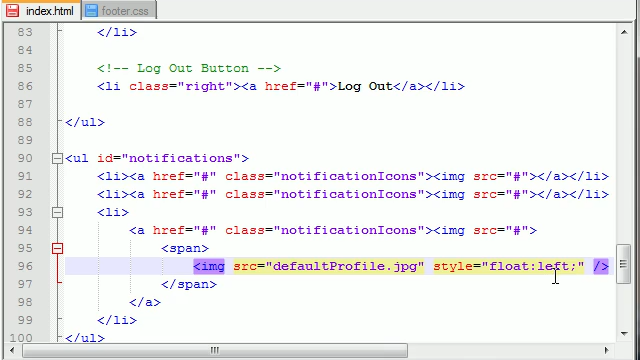 index.html footer.css
83 </li>
84
85 <!-- Log Out Button -->
86 <li class="right"><a href="#">Log Out</a></li>
87
88 </ul>
89
90 <ul id="notifications">
91 <li><a href="#" class="notificationIcons"><img src="#"></a></li>
92 <li><a href="#" class="notificationIcons"><img src="#"></a></li>
93 <li>
94 <a href="#" class="notificationIcons"><img src="#">
95 <span>
96 <img src="defaultProfile.jpg" style="float:left;" />
97 </span>
98 </a>
99 </li>
100 </ul>